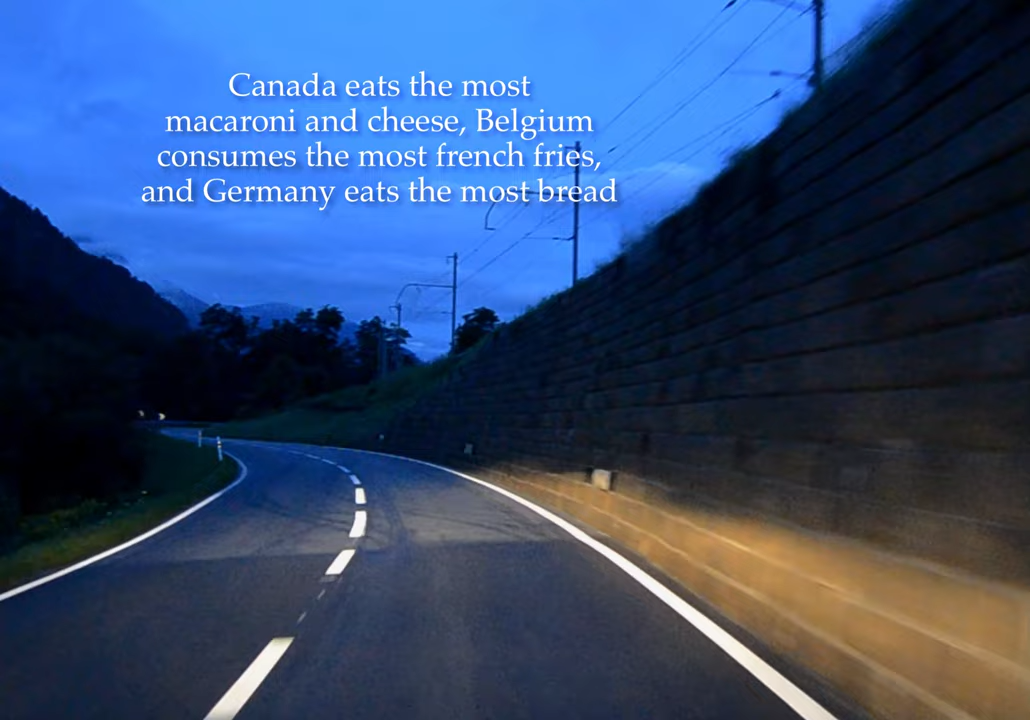 Canada eats the most
macaroni and cheese, Belgium
consumes the most french fries,
and Germany eats the most bread